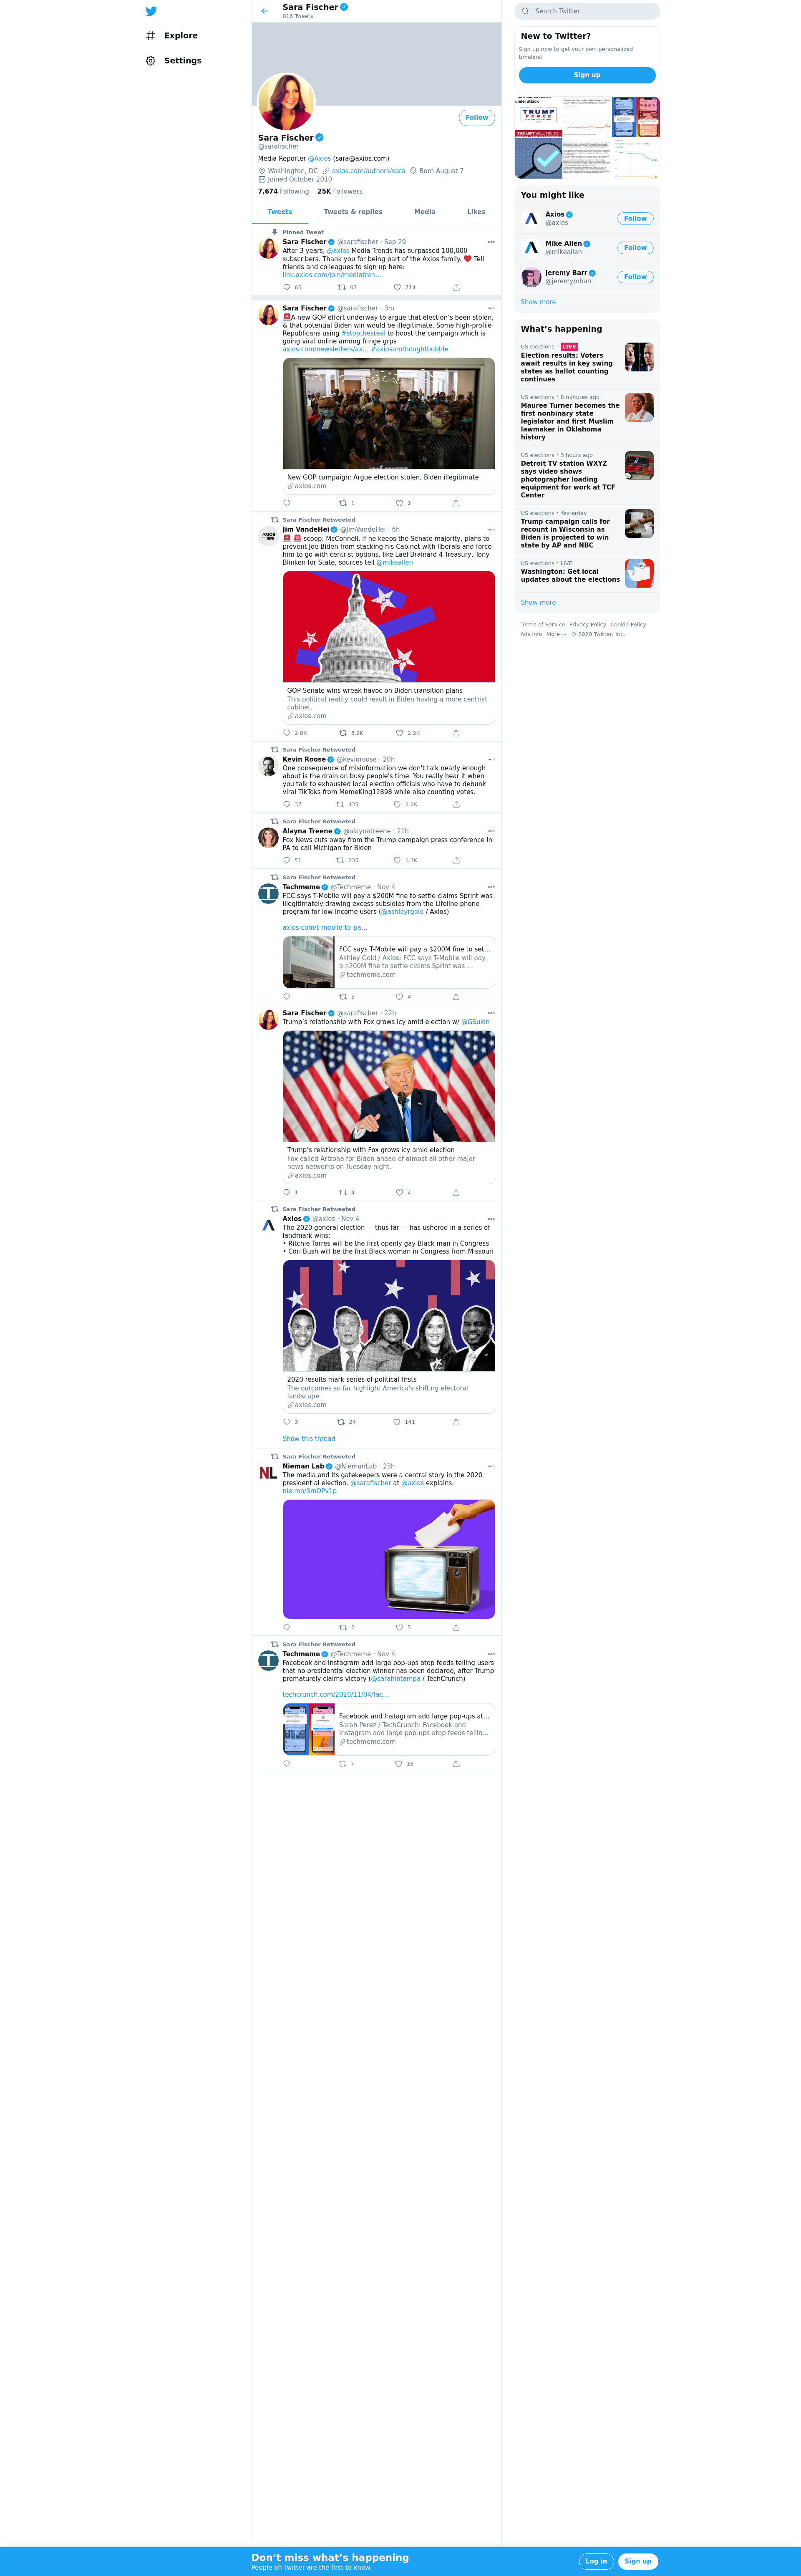 Explore
Settings
Sara Fischer
816 Tweets
Follow
Sara Fischer
@sarafischer
Media Reporter @Axios (sara@axios.com)
Washington, DC axios.com/authors/sara Born August 7
Joined October 2010
7,674 Following 25K Followers
Tweets Tweets & replies Media Likes
Pinned Tweet
Sara Fischer @sarafischer · Sep 29
After 3 years, @axios Media Trends has surpassed 100,000
subscribers. Thank you for being part of the Axios family. ❤️ Tell
friends and colleagues to sign up here:
link.axios.com/join/mediatren…
65 67 714
Sara Fischer @sarafischer · 3m
🚨A new GOP effort underway to argue that election’s been stolen,
& that potential Biden win would be illegitimate. Some high-profile
Republicans using #stopthesteal to boost the campaign which is
going viral online among fringe grps
axios.com/newsletters/ax… #axiosamthoughtbubble
New GOP campaign: Argue election stolen, Biden illegitimate
axios.com
1 2
Sara Fischer Retweeted
Jim VandeHei @JimVandeHei · 6h
🚨 🚨 scoop: McConnell, if he keeps the Senate majority, plans to
prevent Joe Biden from stacking his Cabinet with liberals and force
him to go with centrist options, like Lael Brainard 4 Treasury, Tony
Blinken for State, sources tell @mikeallen
GOP Senate wins wreak havoc on Biden transition plans
This political reality could result in Biden having a more centrist
cabinet.
axios.com
2.8K 3.9K 2.2K
Sara Fischer Retweeted
Kevin Roose @kevinroose · 20h
One consequence of misinformation we don't talk nearly enough
about is the drain on busy people's time. You really hear it when
you talk to exhausted local election officials who have to debunk
viral TikToks from MemeKing12898 while also counting votes.
37 435 2.2K
Sara Fischer Retweeted
Alayna Treene @alaynatreene · 21h
Fox News cuts away from the Trump campaign press conference in
PA to call Michigan for Biden
51 235 1.1K
Sara Fischer Retweeted
Techmeme @Techmeme · Nov 4
FCC says T-Mobile will pay a $200M fine to settle claims Sprint was
illegitimately drawing excess subsidies from the Lifeline phone
program for low-income users (@ashleyrgold / Axios)
axios.com/t-mobile-to-pa…
FCC says T-Mobile will pay a $200M fine to set…
Ashley Gold / Axios: FCC says T-Mobile will pay
a $200M fine to settle claims Sprint was …
techmeme.com
5 4
Sara Fischer @sarafischer · 22h
Trump’s relationship with Fox grows icy amid election w/ @GSukin
Trump’s relationship with Fox grows icy amid election
Fox called Arizona for Biden ahead of almost all other major
news networks on Tuesday night.
axios.com
1 4 4
Sara Fischer Retweeted
Axios @axios · Nov 4
The 2020 general election — thus far — has ushered in a series of
landmark wins:
• Ritchie Torres will be the first openly gay Black man in Congress
• Cori Bush will be the first Black woman in Congress from Missouri
2020 results mark series of political firsts
The outcomes so far highlight America's shifting electoral
landscape.
axios.com
3 24 141
Show this thread
Sara Fischer Retweeted
NL
Nieman Lab @NiemanLab · 23h
The media and its gatekeepers were a central story in the 2020
presidential election. @sarafischer at @axios explains:
nie.mn/3mOPv1p
2 5
Sara Fischer Retweeted
Techmeme @Techmeme · Nov 4
Facebook and Instagram add large pop-ups atop feeds telling users
that no presidential election winner has been declared, after Trump
prematurely claims victory (@sarahintampa / TechCrunch)
techcrunch.com/2020/11/04/fac…
Facebook and Instagram add large pop-ups at…
Sarah Perez / TechCrunch: Facebook and
Instagram add large pop-ups atop feeds tellin…
techmeme.com
7 16
Search Twitter
New to Twitter?
Sign up now to get your own personalized
timeline!
Sign up
under attack
TRUMP
PENCE
THE LEFT WILL TRY TO
You might like
Axios
@axios
Follow
Mike Allen
@mikeallen
Follow
Jeremy Barr
@jeremymbarr
Follow
Show more
What’s happening
US elections · LIVE
Election results: Voters
await results in key swing
states as ballot counting
continues
US elections · 8 minutes ago
Mauree Turner becomes the
first nonbinary state
legislator and first Muslim
lawmaker in Oklahoma
history
US elections · 3 hours ago
Detroit TV station WXYZ
says video shows
photographer loading
equipment for work at TCF
Center
US elections · Yesterday
Trump campaign calls for
recount in Wisconsin as
Biden is projected to win
state by AP and NBC
US elections · LIVE
Washington: Get local
updates about the elections
Show more
Terms of Service Privacy Policy Cookie Policy
Ads info More © 2020 Twitter, Inc.
Don’t miss what’s happening
People on Twitter are the first to know.
Log in
Sign up